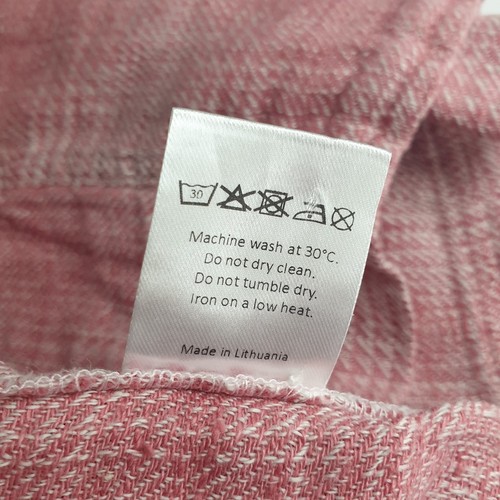 30
Machine wash at 30°C.
Do not dry clean.
Do not tumble dry.
Iron on a low heat.
Made in Lithuania